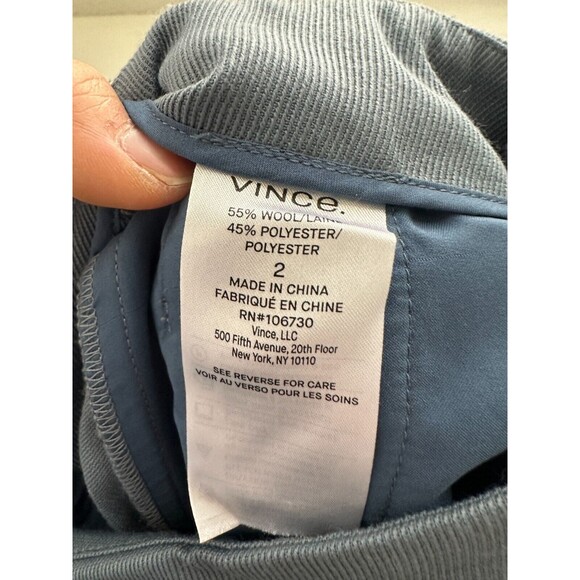 VINCE.
55% WOOL/LAINE
45% POLYESTER/
POLYESTER
2
MADE IN CHINA
FABRIQUÉ EN CHINE
RN#106730
Vince, LLC
500 Fifth Avenue, 20th Floor
New York, NY 10110
SEE REVERSE FOR CARE
VOIR AU VERSO POUR LES SOINS